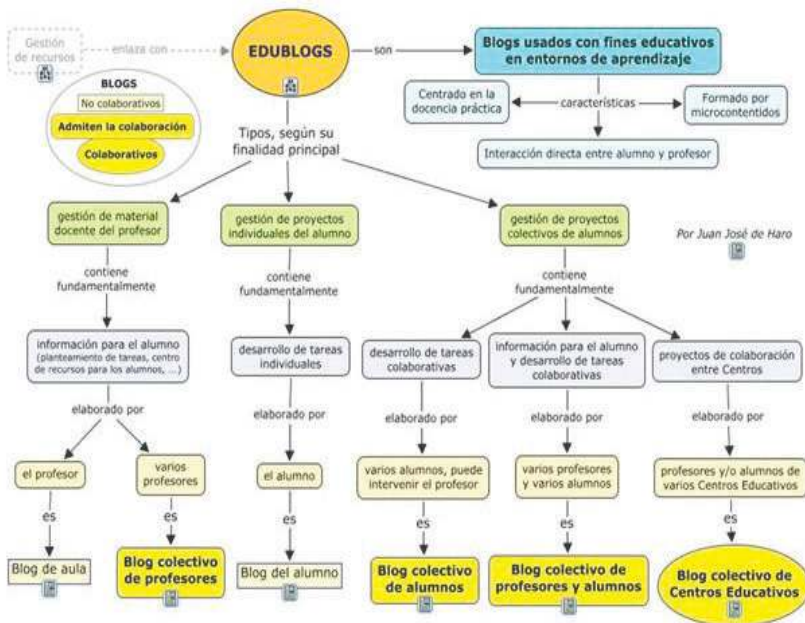 Gestión
de recursos
enlaza con
EDUBLOGS
son
Blogs usados con fines educativos
en entornos de aprendizaje
BLOGS
No colaborativos
Admiten la colaboración
Colaborativos
Centrado en la
docencia práctica
características
Formado por
microcontenidos
Interacción directa entre alumno y profesor
Tipos, según su
finalidad principal
gestión de material
docente del profesor
gestión de proyectos
individuales del alumno
gestión de proyectos
colectivos de alumnos
Por Juan José de Haro
contiene
fundamentalmente
contiene
fundamentalmente
contiene
fundamentalmente
información para el alumno
(planteamiento de tareas, centro
de recursos para los alumnos, ...)
desarrollo de tareas
individuales
desarrollo de tareas
colaborativas
información para el alumno
y desarrollo de tareas
colaborativas
proyectos de colaboración
entre Centros
elaborado por
elaborado por
elaborado por
elaborado por
elaborado por
el profesor
varios
profesores
el alumno
varios alumnos, puede
intervenir el profesor
varios profesores
y varios alumnos
profesores y/o alumnos de
varios Centros Educativos
es
es
es
es
es
es
Blog de aula
Blog colectivo
de profesores
Blog del alumno
Blog colectivo
de alumnos
Blog colectivo de
profesores y alumnos
Blog colectivo de
Centros Educativos